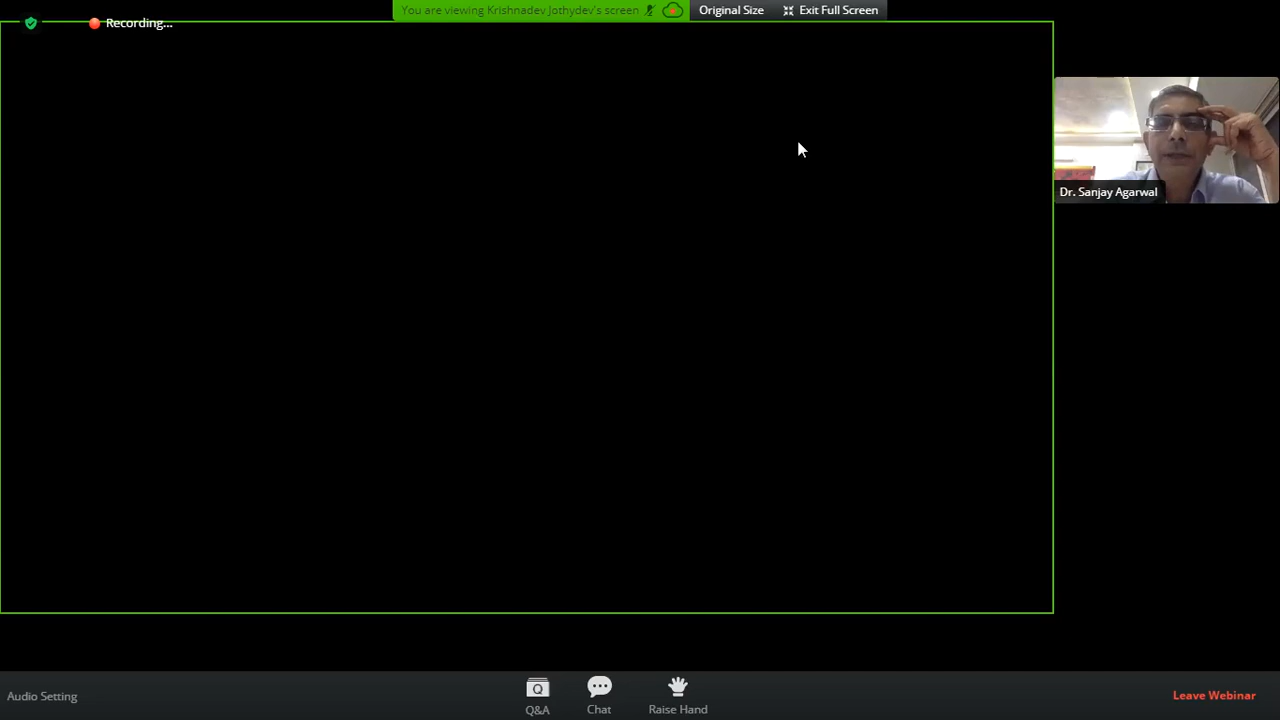 You are viewing Krishnadev Jothydev's screen
Original Size
Exit Full Screen
Recording...
Dr. Sanjay Agarwal
Audio Setting
Q&A
Chat
Raise Hand
Leave Webinar